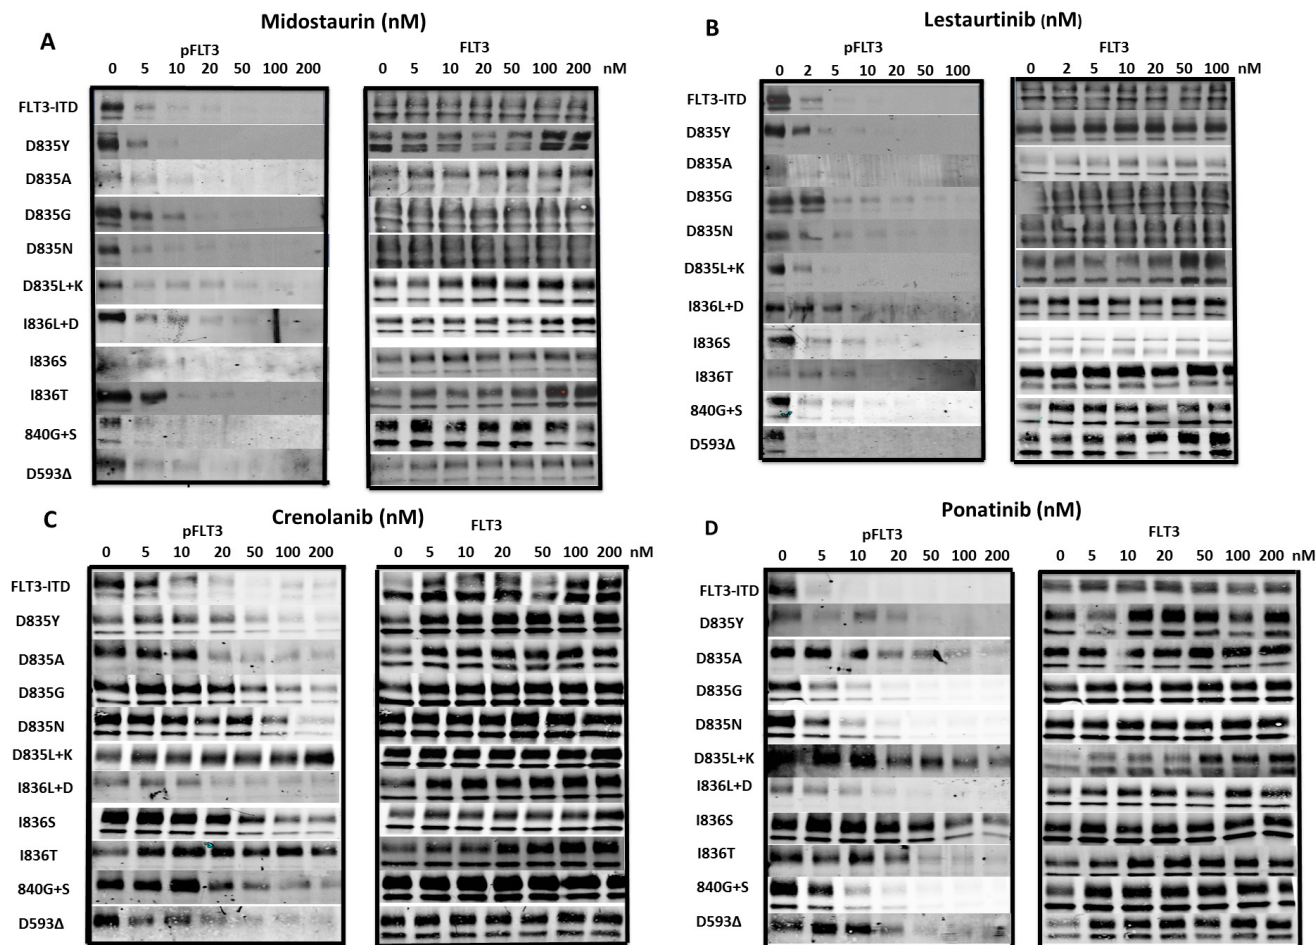 A
Midostaurin (nM)
pFLT3
FLT3
0 5 10 20 50 100 200
0 5 10 20 50 100 200 nM
FLT3-ITD
D835Y
D835A
D835G
D835N
D835L+K
I836L+D
I836S
I836T
840G+S
D593Δ
B
Lestaurtinib (nM)
pFLT3
FLT3
0 2 5 10 20 50 100
0 2 5 10 20 50 100 nM
FLT3-ITD
D835Y
D835A
D835G
D835N
D835L+K
I836L+D
I836S
I836T
840G+S
D593Δ
C
Crenolanib (nM)
pFLT3
FLT3
0 5 10 20 50 100 200
0 5 10 20 50 100 200 nM
FLT3-ITD
D835Y
D835A
D835G
D835N
D835L+K
I836L+D
I836S
I836T
840G+S
D593Δ
D
Ponatinib (nM)
pFLT3
FLT3
0 5 10 20 50 100 200
0 5 10 20 50 100 200 nM
FLT3-ITD
D835Y
D835A
D835G
D835N
D835L+K
I836L+D
I836S
I836T
840G+S
D593Δ